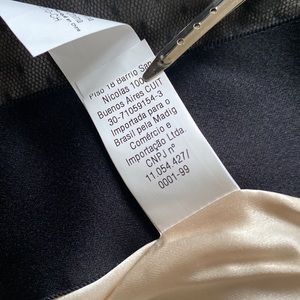 Piso 18 Barrio San
Nicolas 100
Buenos Aires CUIT
30-71059154-3
Importada para o
Brasil pela Madig
Comércio e
Importação Ltda.
CNPJ nº
11.054.427/
0001-99